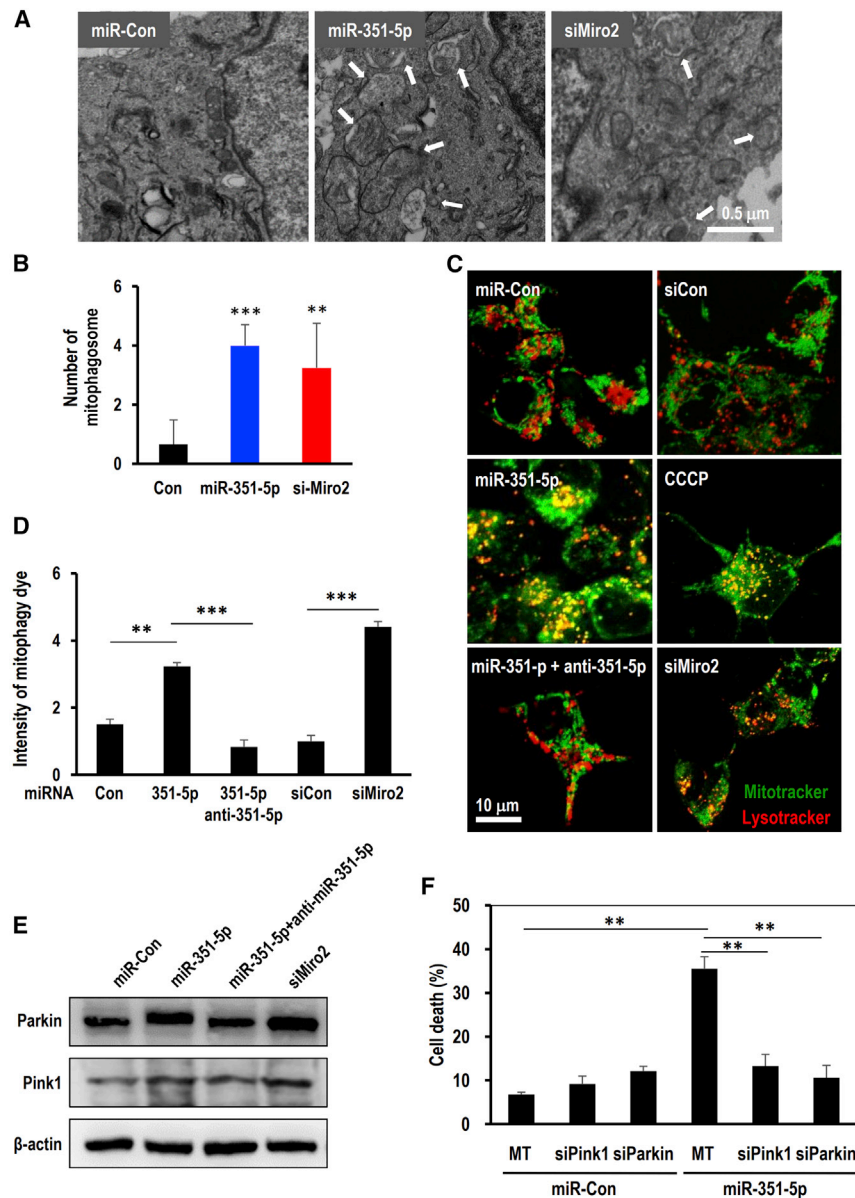 A
miR-Con
miR-351-5p
siMiro2
0.5 μm
B
Number of
mitophagosome
6
4
2
0
***
**
Con
miR-351-5p
si-Miro2
C
miR-Con
siCon
miR-351-5p
CCCP
miR-351-p + anti-351-5p
siMiro2
10 μm
Mitotracker
Lysotracker
D
Intensity of mitophagy dye
6
4
2
0
**
***
***
miRNA
Con
351-5p
351-5p
anti-351-5p
siCon
siMiro2
E
miR-Con
miR-351-5p
miR-351-5p+anti-miR-351-5p
siMiro2
Parkin
Pink1
β-actin
F
Cell death (%)
50
40
30
20
10
0
**
**
**
MT
siPink1
siParkin
MT
siPink1
siParkin
miR-Con
miR-351-5p